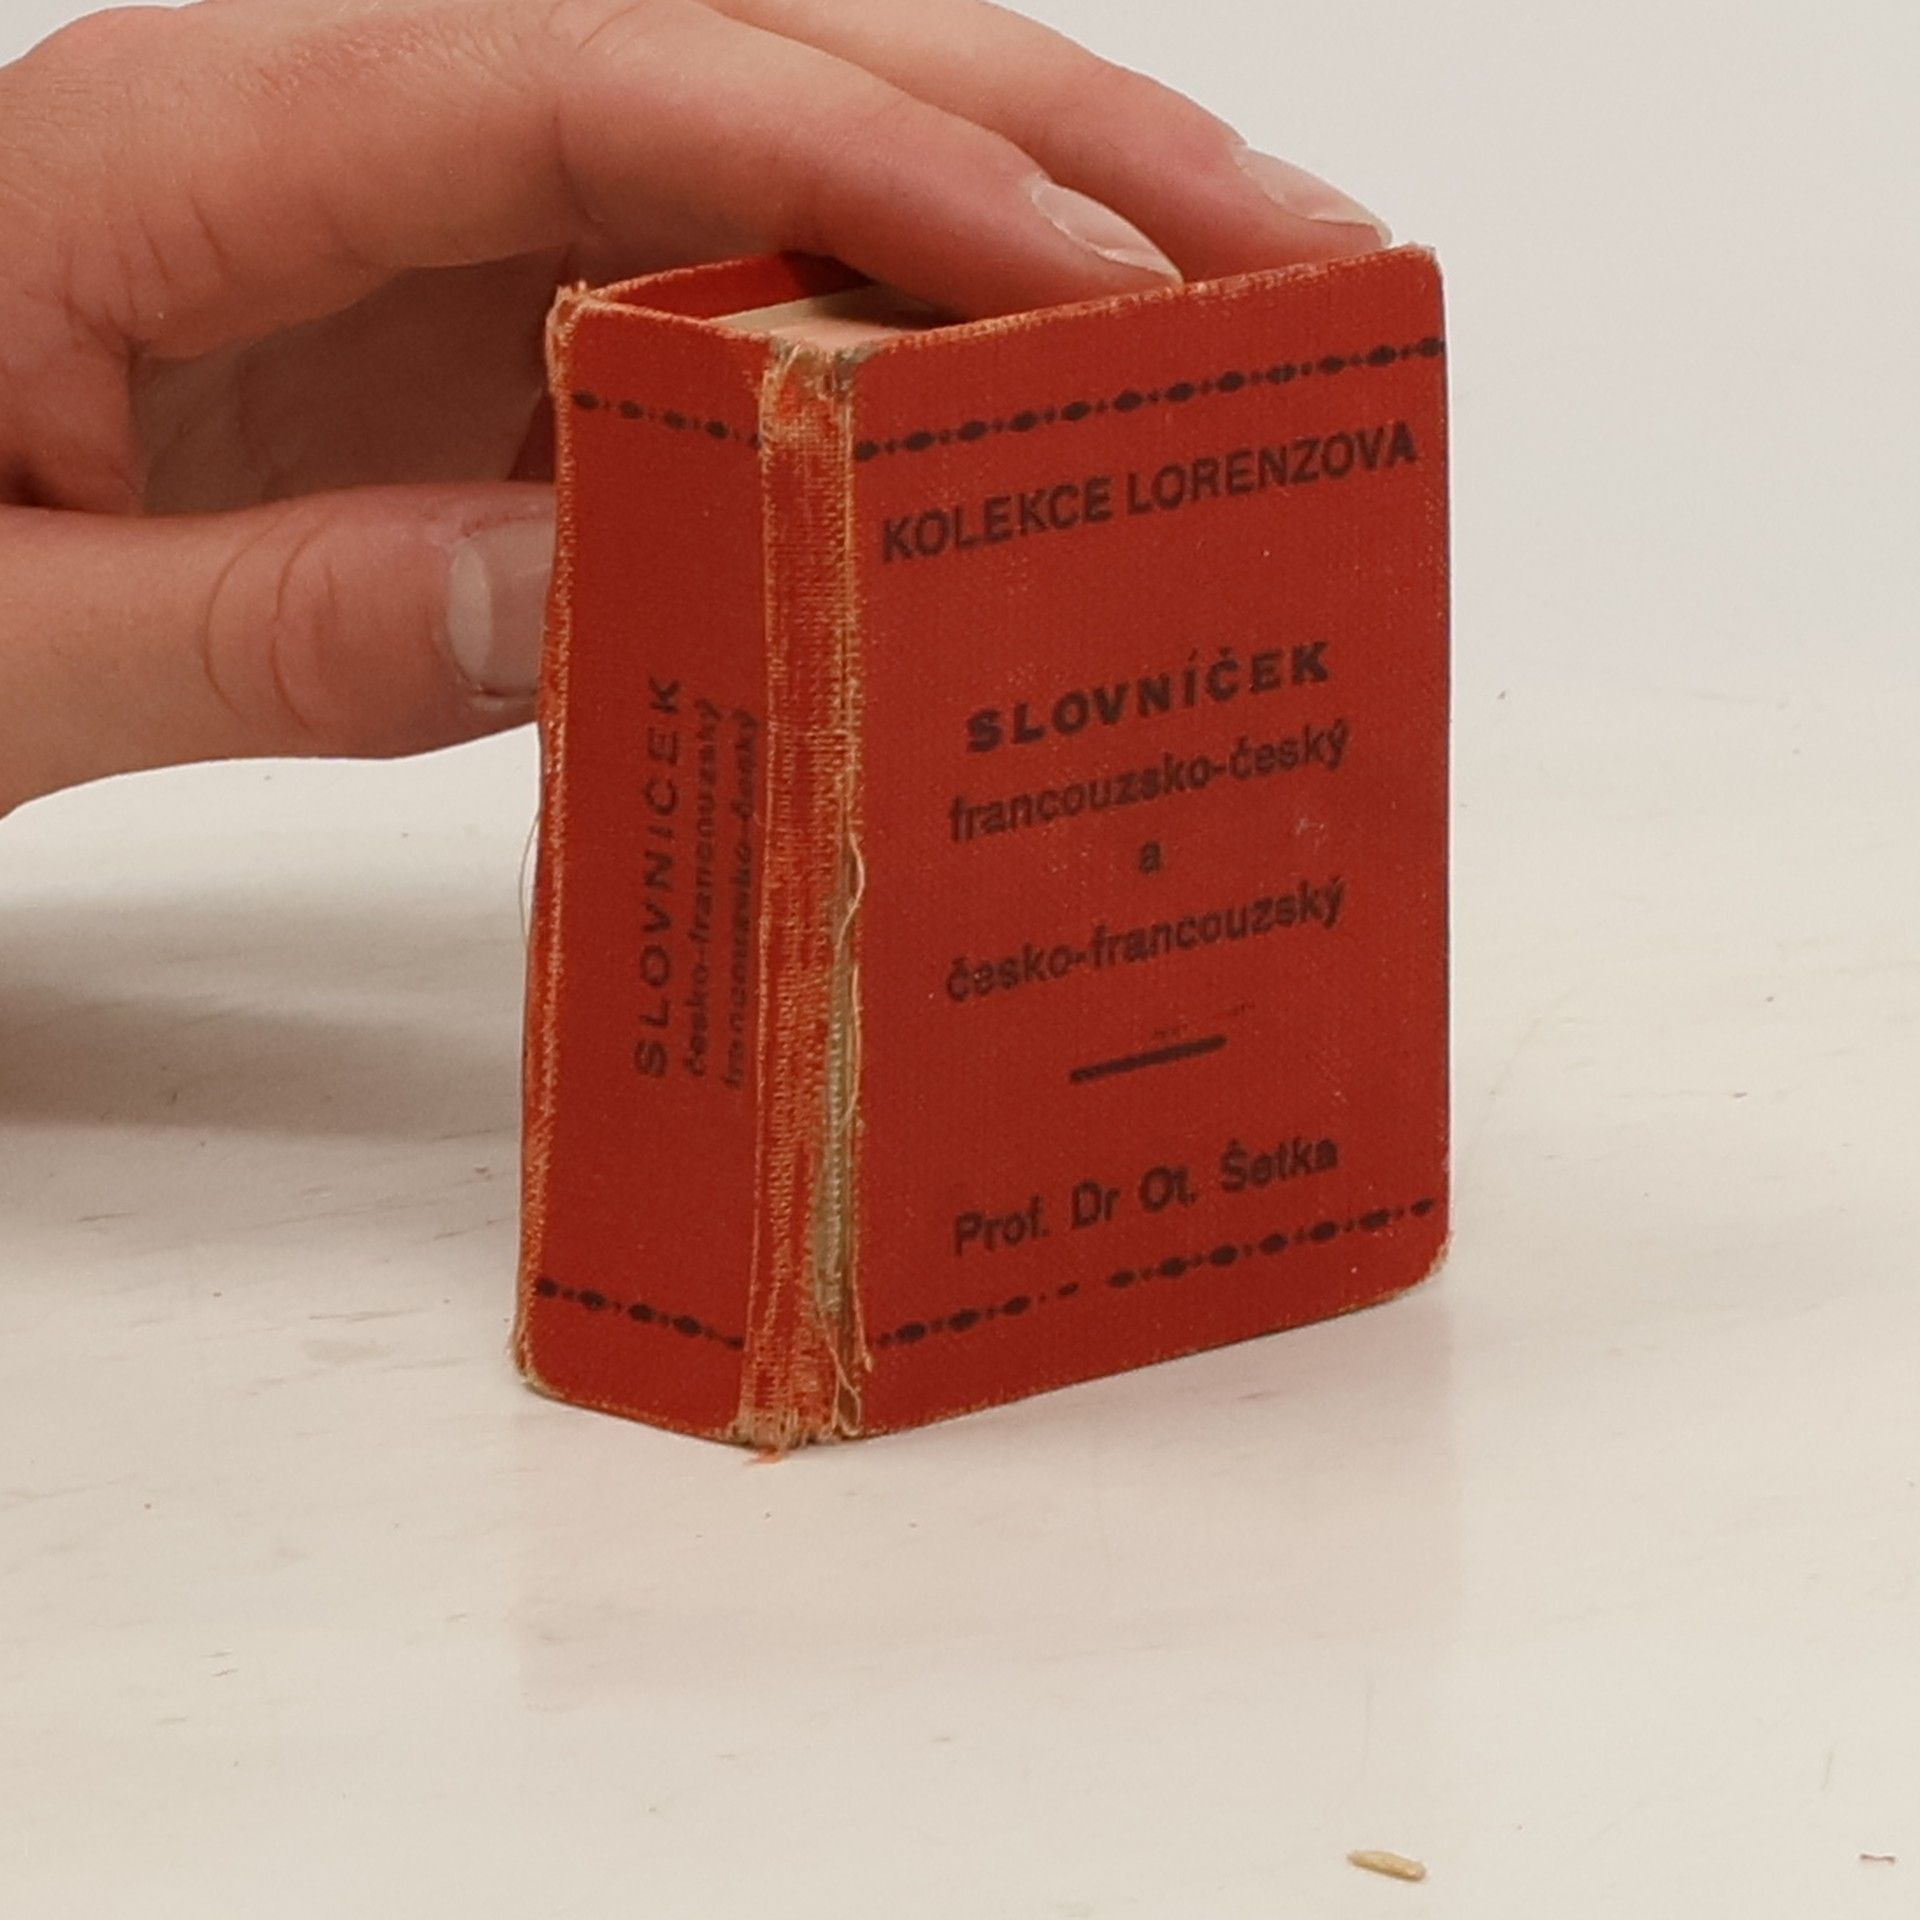 KOLEKCE LORENZOVA
SLOVNÍČEK
francouzsko-český
a
česko-francouzský
Prof. Dr Ot. Šetka
SLOVNÍČEK
česko-francouzský
francouzsko-český